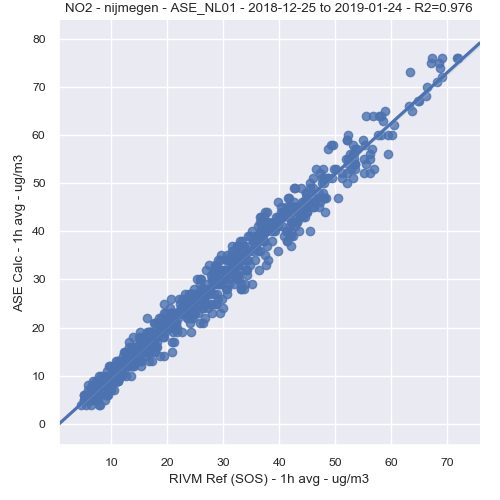 NO2 - nijmegen - ASE_NL01 - 2018-12-25 to 2019-01-24 - R2=0.976
ASE Calc - 1h avg - ug/m3
80
70
60
50
40
30
20
10
0
10 20 30 40 50 60 70
RIVM Ref (SOS) - 1h avg - ug/m3